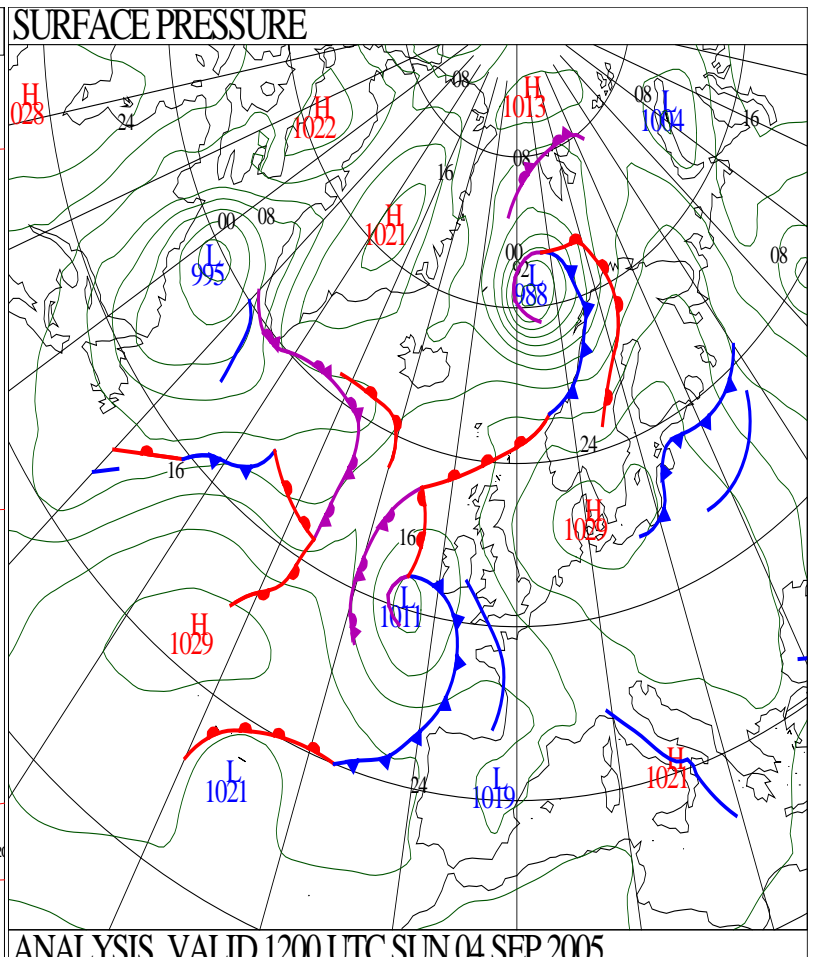 SURFACE PRESSURE
08
H
1013
08
L
1004
16
H
028
24
H
1022
16
08
H
1021
00
08
L
995
00
L
988
08
24
16
H
1029
16
L
1011
H
1029
L
1021
24
L
1019
H
1021
ANALYSIS VALID 1200 UTC SUN 04 SEP 2005